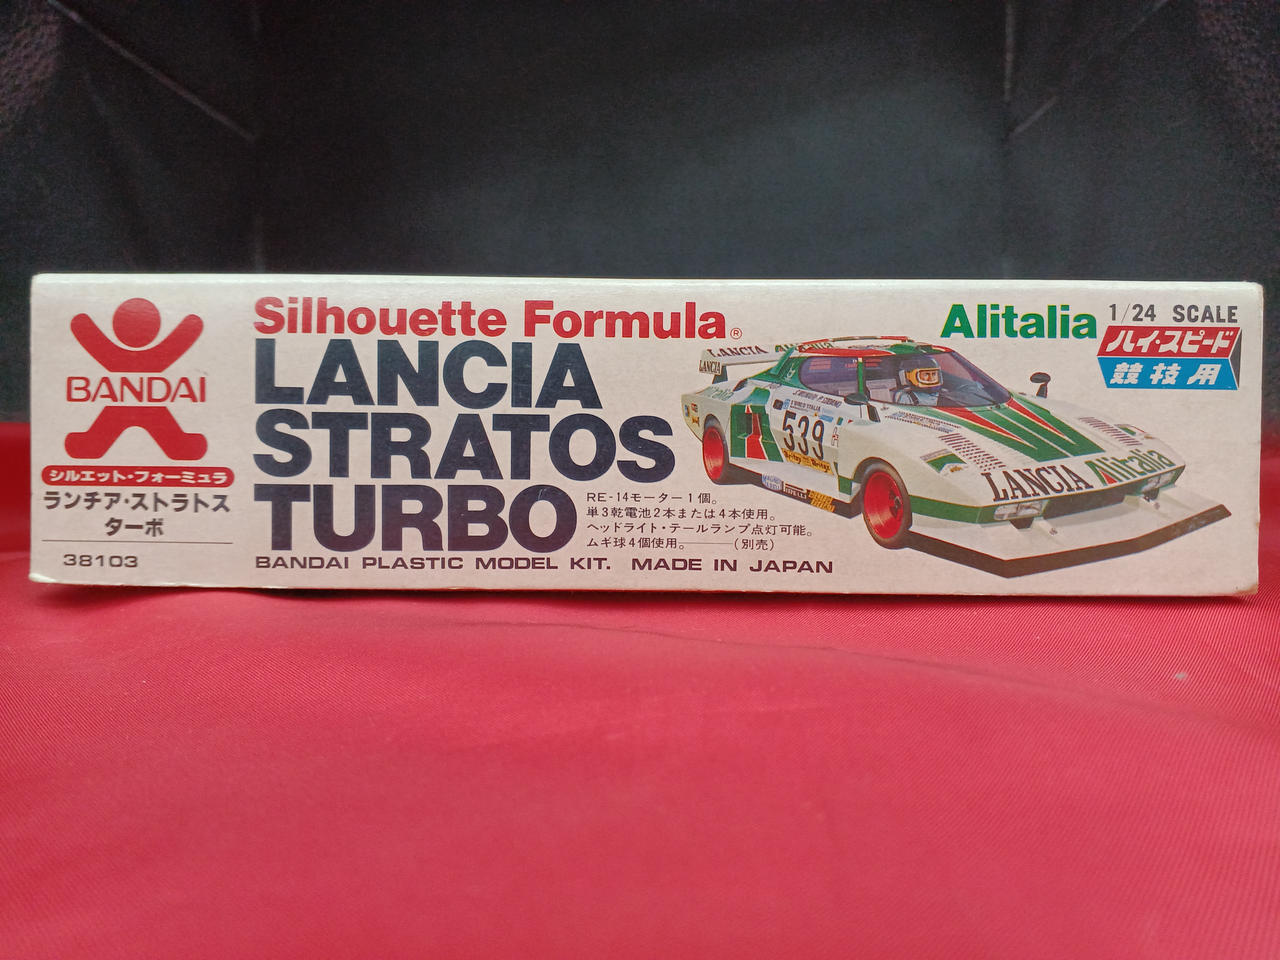 BANDAI
シルエット・フォーミュラ
ランチア・ストラトス
ターボ
38103
Silhouette Formula®
LANCIA
STRATOS
TURBO
RE-14モーター1個。
単3乾電池2本または4本使用。
ヘッドライト・テールランプ点灯可能。
ムギ球4個使用。——(別売)
BANDAI PLASTIC MODEL KIT. MADE IN JAPAN
Alitalia
1/24 SCALE
ハイ・スピード
競技用
LANCIA Alitalia
LANCIA
539
LANCIA Alitalia